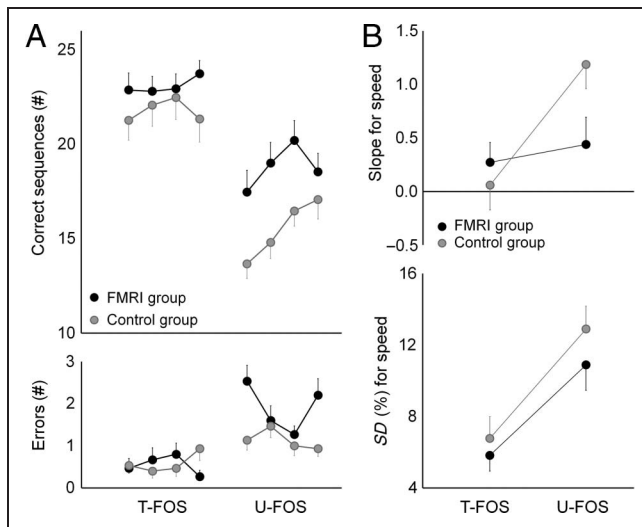 A
25
20
15
10
Correct sequences (#)
FMRI group
Control group
3
2
1
0
Errors (#)
T-FOS U-FOS
B
1.5
1.0
0.5
0.0
–0.5
Slope for speed
FMRI group
Control group
16
12
8
4
SD (%) for speed
T-FOS U-FOS